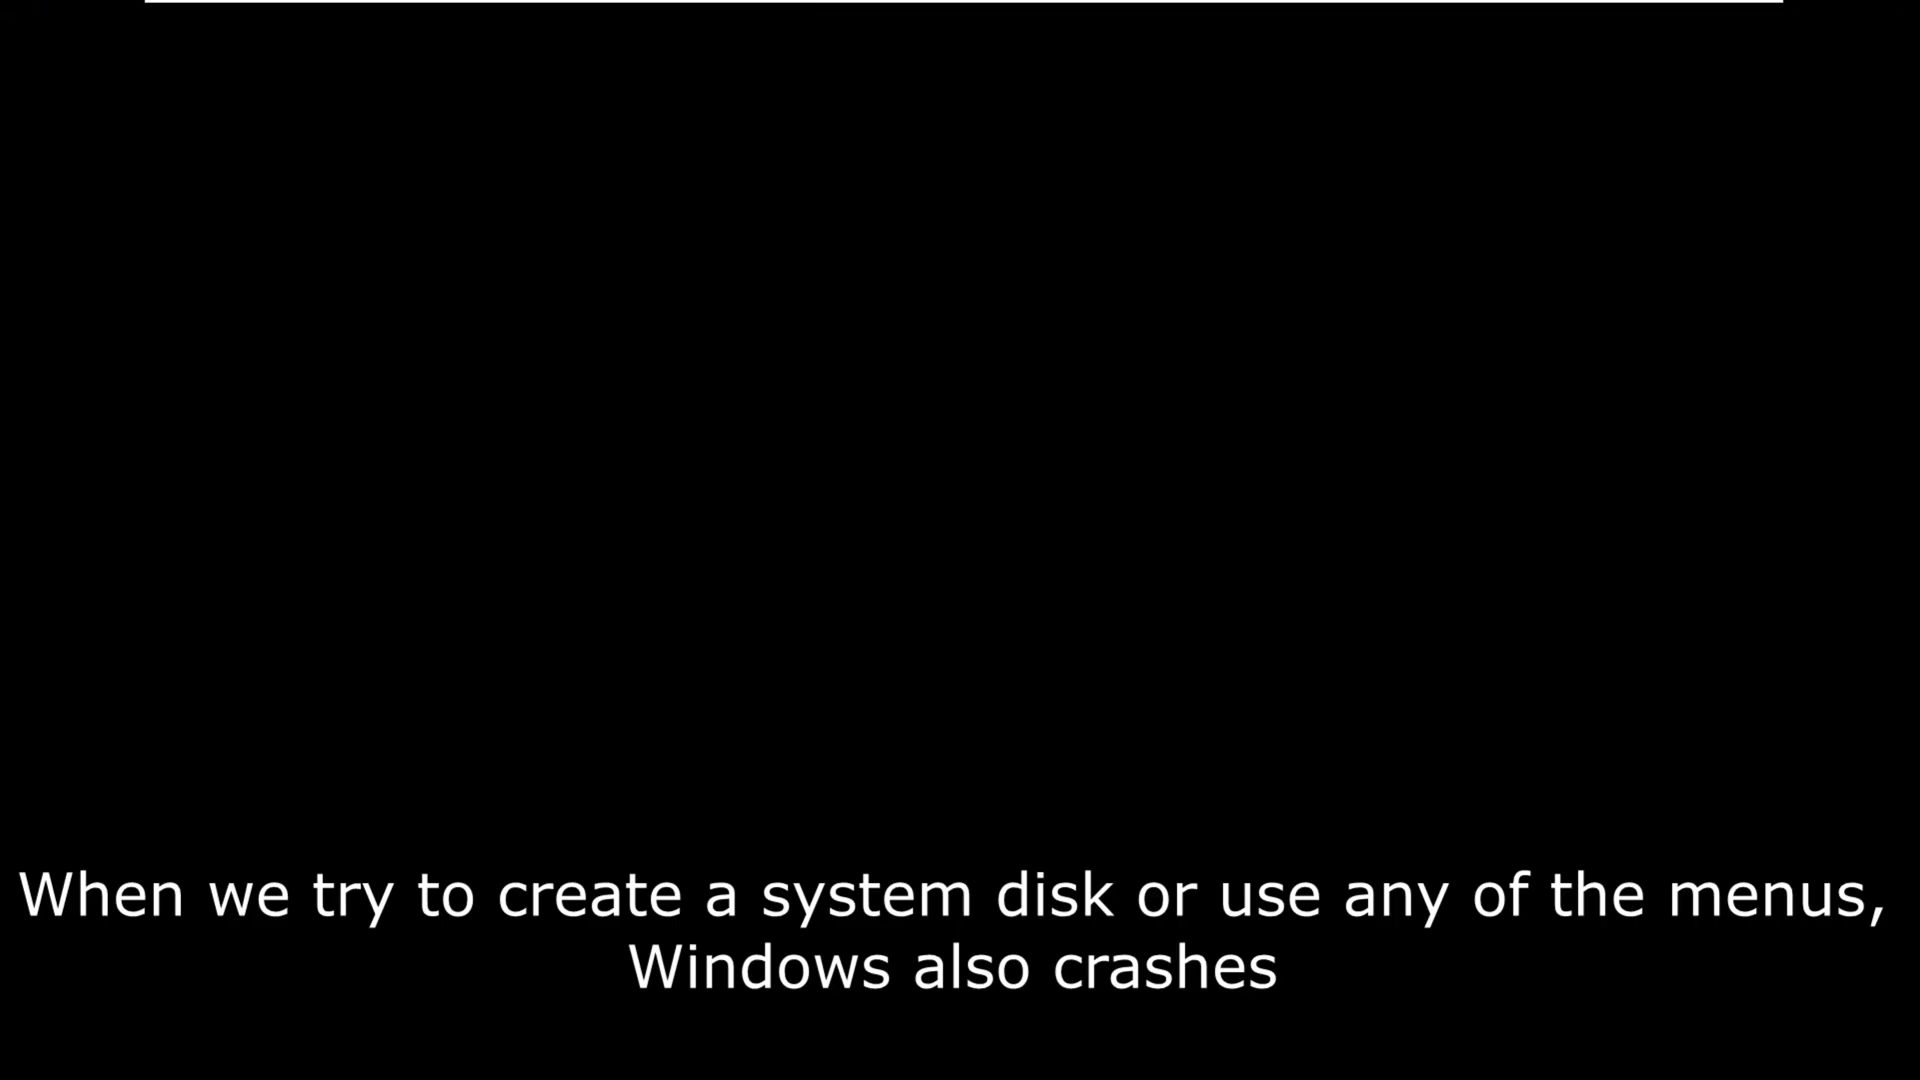 When we try to create a system disk or use any of the menus,
Windows also crashes